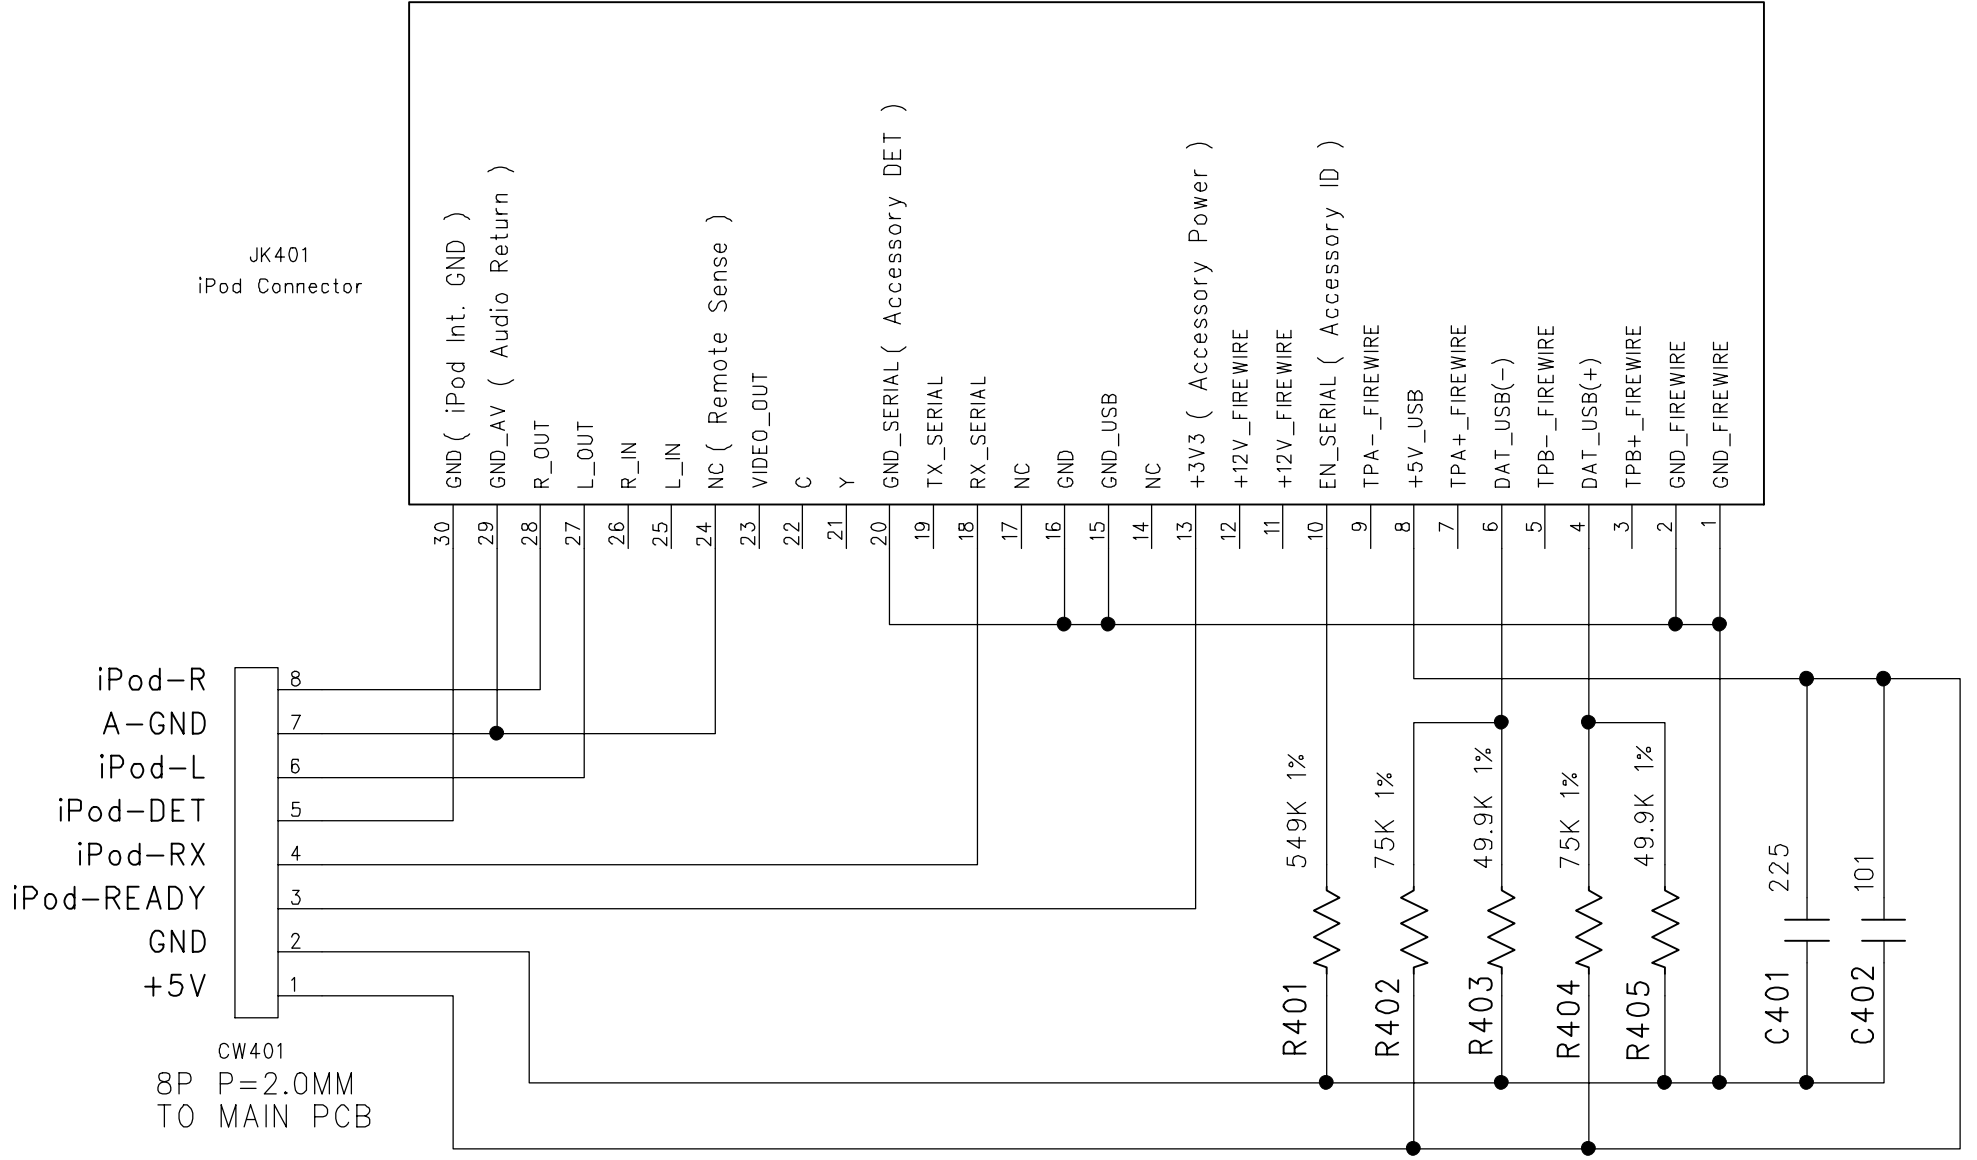 JK401
iPod Connector
GND ( iPod Int. GND )
GND_AV ( Audio Return )
R_OUT
L_OUT
R_IN
L_IN
NC ( Remote Sense )
VIDEO_OUT
C
Y
GND_SERIAL ( Accessory DET )
TX_SERIAL
RX_SERIAL
NC
GND
GND_USB
NC
+3V3 ( Accessory Power )
+12V_FIREWIRE
+12V_FIREWIRE
EN_SERIAL ( Accessory ID )
TPA-_FIREWIRE
+5V_USB
TPA+_FIREWIRE
DAT_USB(-)
TPB-_FIREWIRE
DAT_USB(+)
TPB+_FIREWIRE
GND_FIREWIRE
GND_FIREWIRE
30
29
28
27
26
25
24
23
22
21
20
19
18
17
16
15
14
13
12
11
10
9
8
7
6
5
4
3
2
1
iPod-R 8
A-GND 7
iPod-L 6
iPod-DET 5
iPod-RX 4
iPod-READY 3
GND 2
+5V 1
CW401
8P P=2.0MM
TO MAIN PCB
549K 1%
R401
75K 1%
R402
49.9K 1%
R403
75K 1%
R404
49.9K 1%
R405
225
C401
101
C402